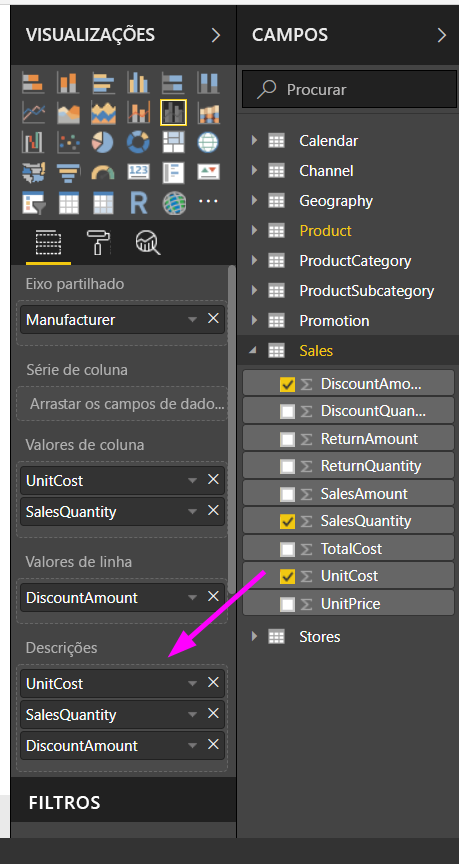 VISUALIZAÇÕES
123
R
Eixo partilhado
Manufacturer
Série de coluna
Arrastar os campos de dado...
Valores de coluna
UnitCost
SalesQuantity
Valores de linha
DiscountAmount
Descrições
UnitCost
SalesQuantity
DiscountAmount
FILTROS
CAMPOS
Procurar
Calendar
Channel
Geography
Product
ProductCategory
ProductSubcategory
Promotion
Sales
DiscountAmo...
DiscountQuan...
ReturnAmount
ReturnQuantity
SalesAmount
SalesQuantity
TotalCost
UnitCost
UnitPrice
Stores